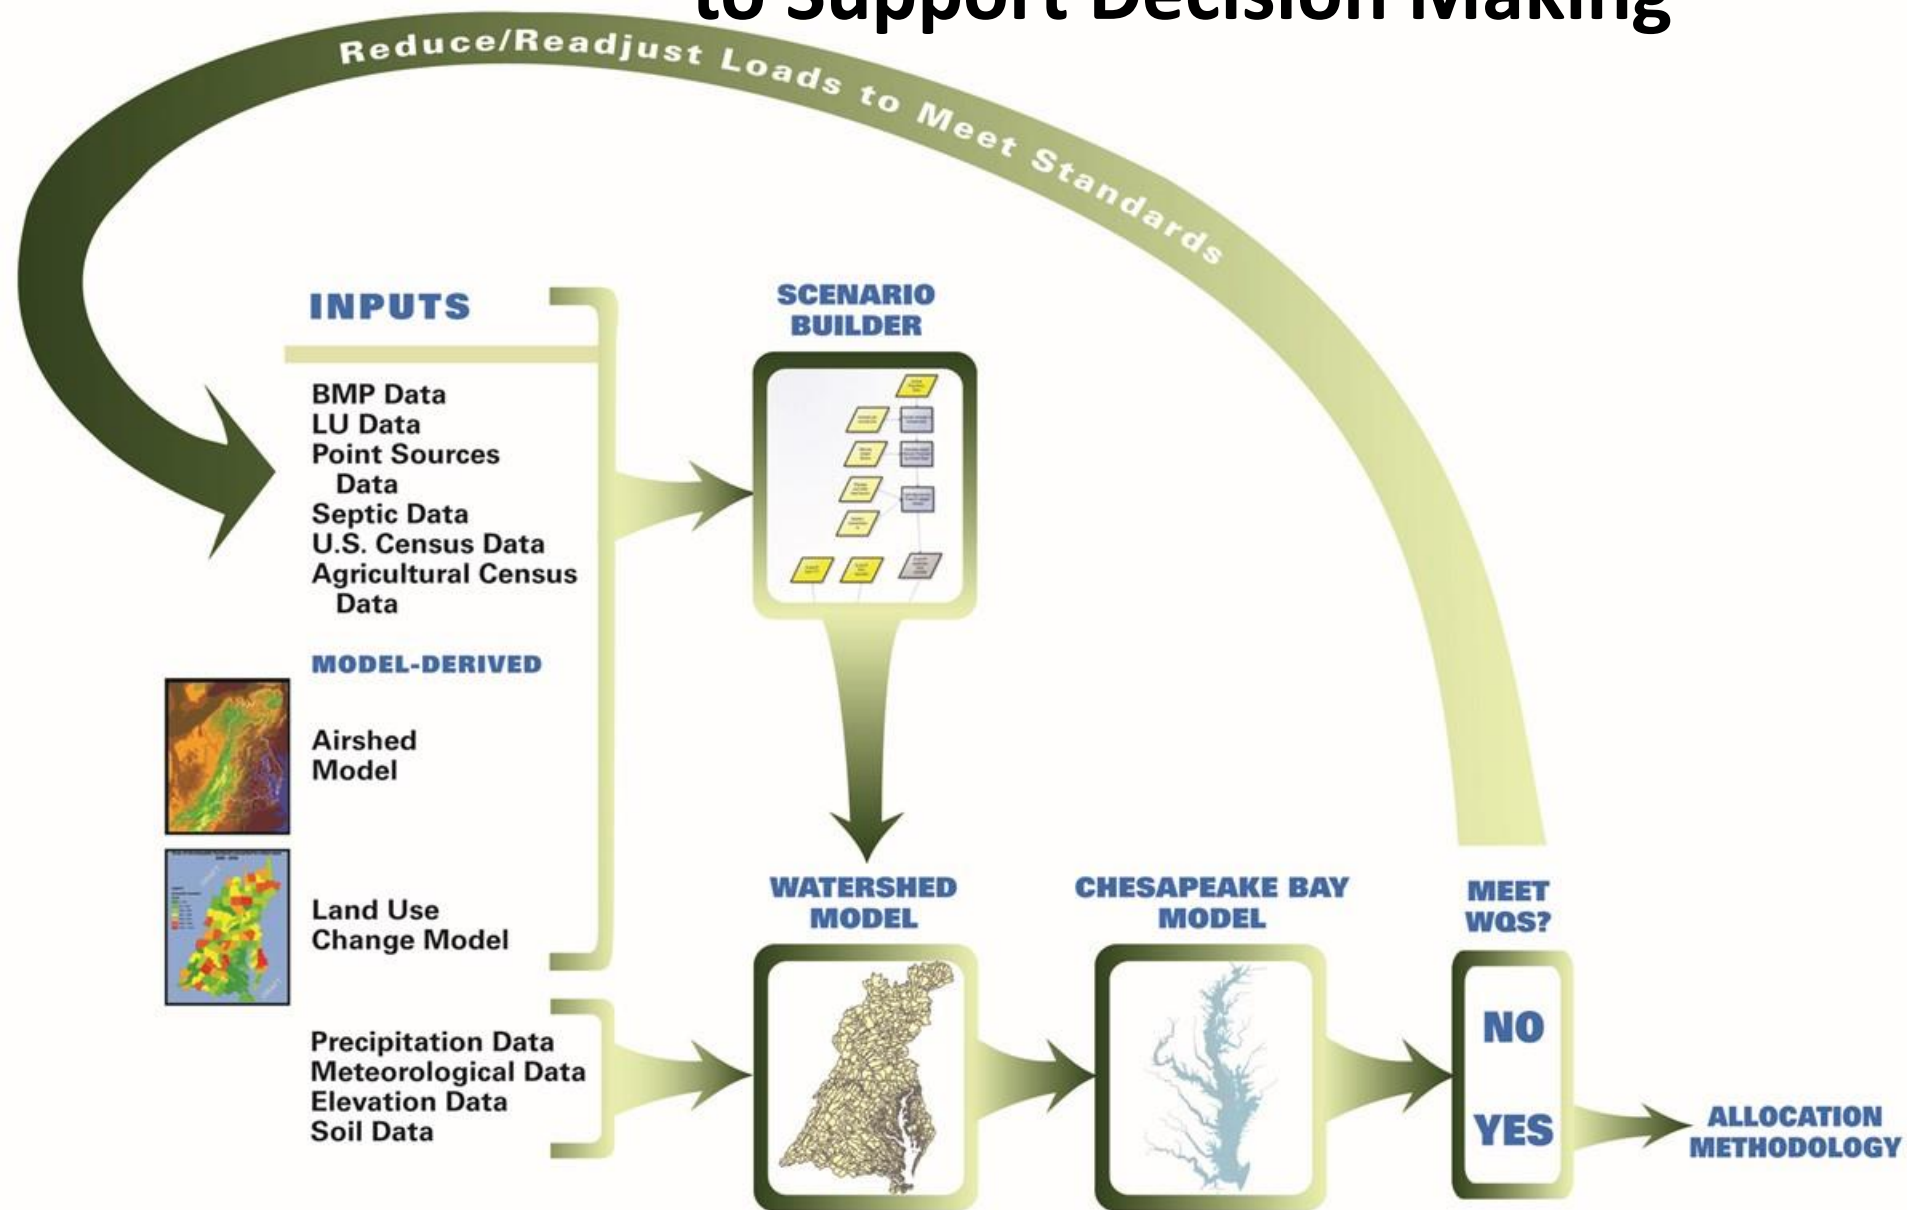 to Support Decision Making
Reduce/Readjust Loads to Meet Standards
INPUTS
BMP Data
LU Data
Point Sources
Data
Septic Data
U.S. Census Data
Agricultural Census
Data
MODEL-DERIVED
Airshed
Model
Land Use
Change Model
Precipitation Data
Meteorological Data
Elevation Data
Soil Data
SCENARIO
BUILDER
WATERSHED
MODEL
CHESAPEAKE BAY
MODEL
MEET
WQS?
NO
YES
ALLOCATION
METHODOLOGY